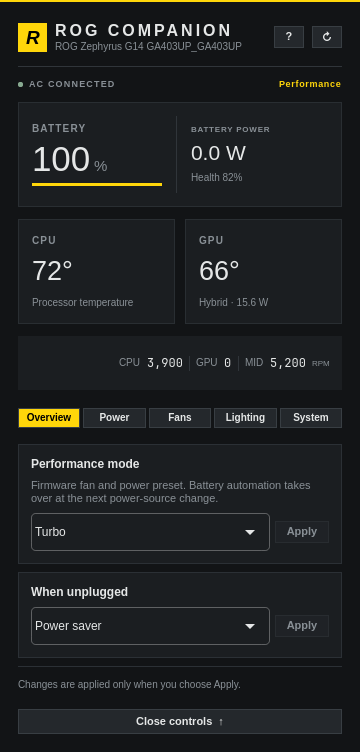 R
ROG COMPANION
ROG Zephyrus G14 GA403UP_GA403UP
?
AC CONNECTED
Performance
BATTERY
100 %
BATTERY POWER
0.0 W
Health 82%
CPU
72°
Processor temperature
GPU
66°
Hybrid · 15.6 W
CPU 3,900 GPU 0 MID 5,200 RPM
Overview Power Fans Lighting System
Performance mode
Firmware fan and power preset. Battery automation takes
over at the next power-source change.
Turbo
Apply
When unplugged
Power saver
Apply
Changes are applied only when you choose Apply.
Close controls ↑